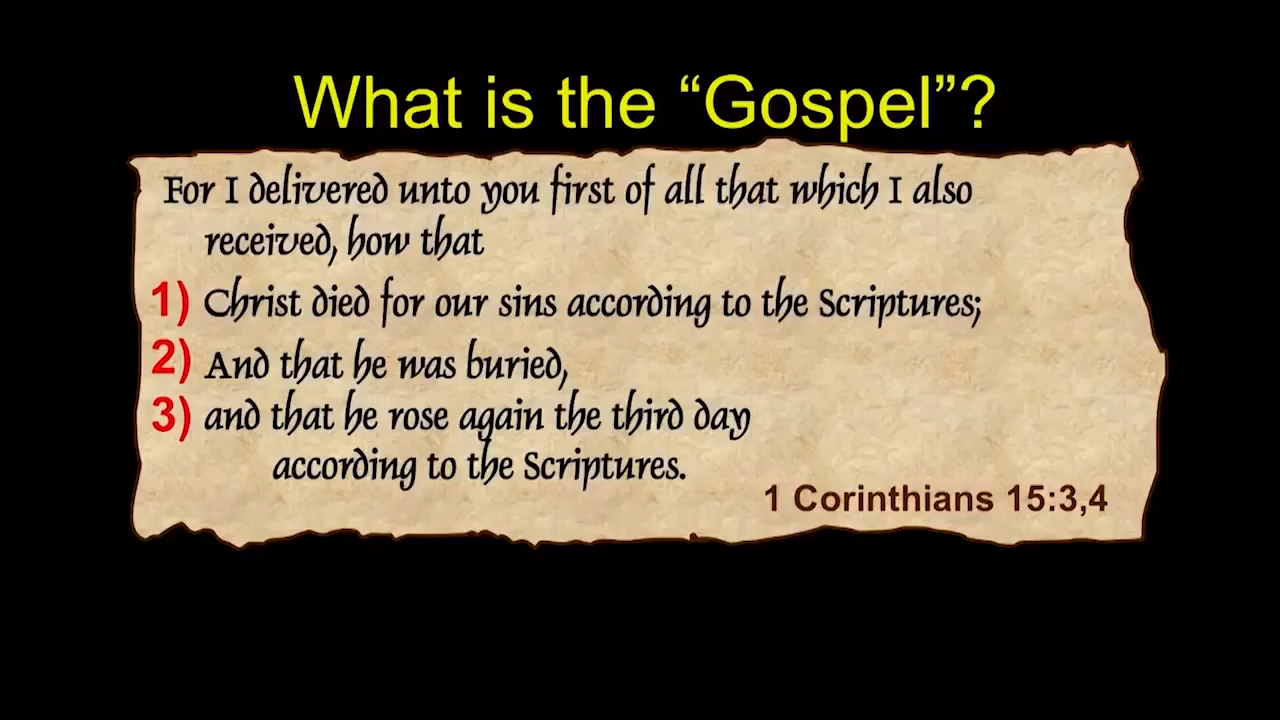 What is the “Gospel”?
For I delivered unto you first of all that which I also
received, how that
1) Christ died for our sins according to the Scriptures;
2) And that he was buried,
3) and that he rose again the third day
according to the Scriptures.
1 Corinthians 15:3,4